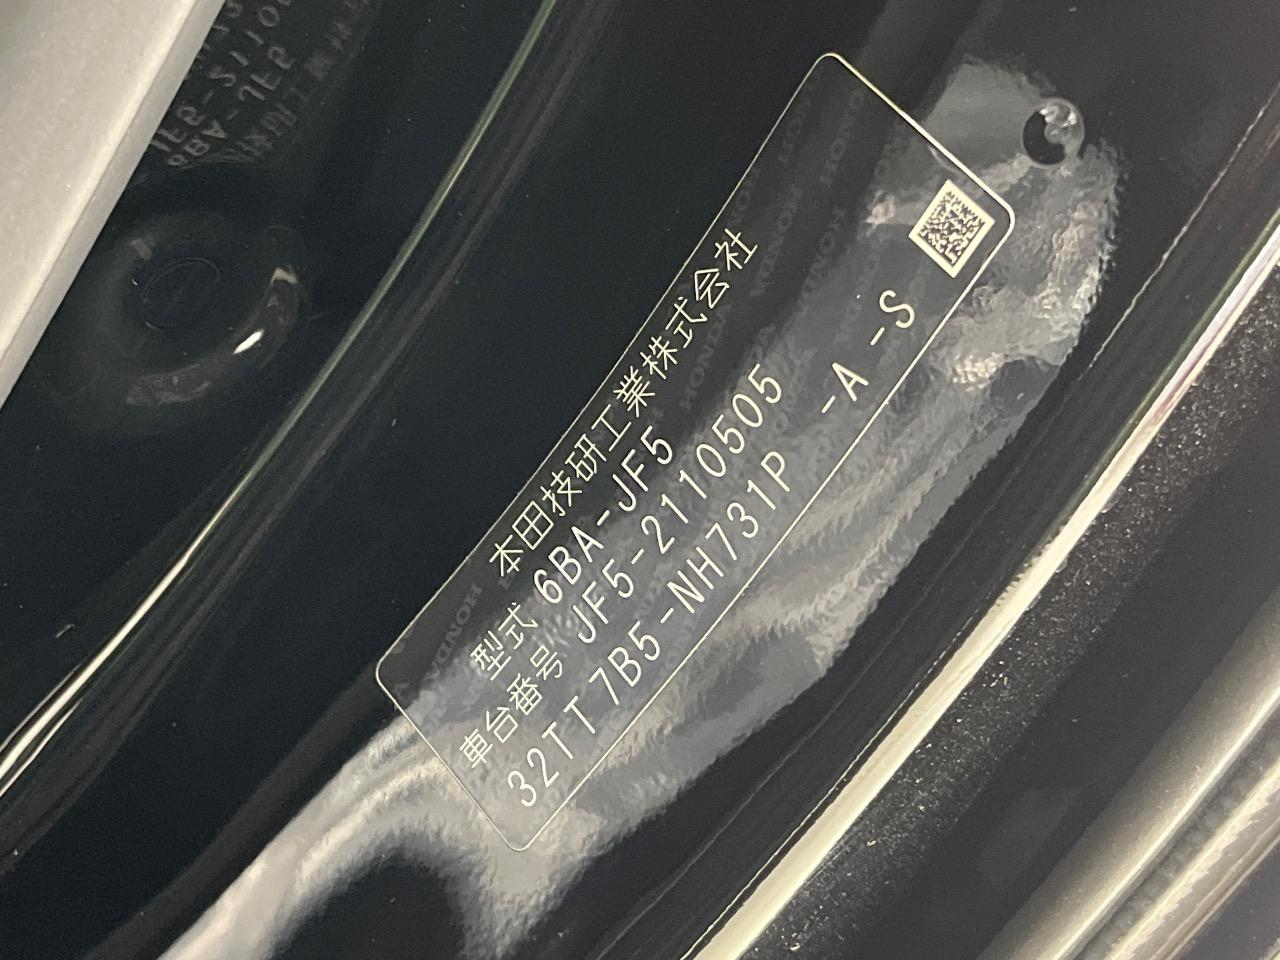 本田技研工業株式会社
型式 6BA-JF5
車台番号 JF5-2110505
32TT7B5-NH731P -A -S